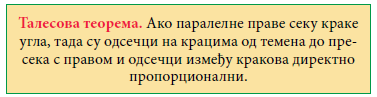 Талесова теорема. Ако паралелне праве секу краке
угла, тада су одсечци на крацима од темена до пре-
сека с правом и одсечци између кракова директно
пропорционални.